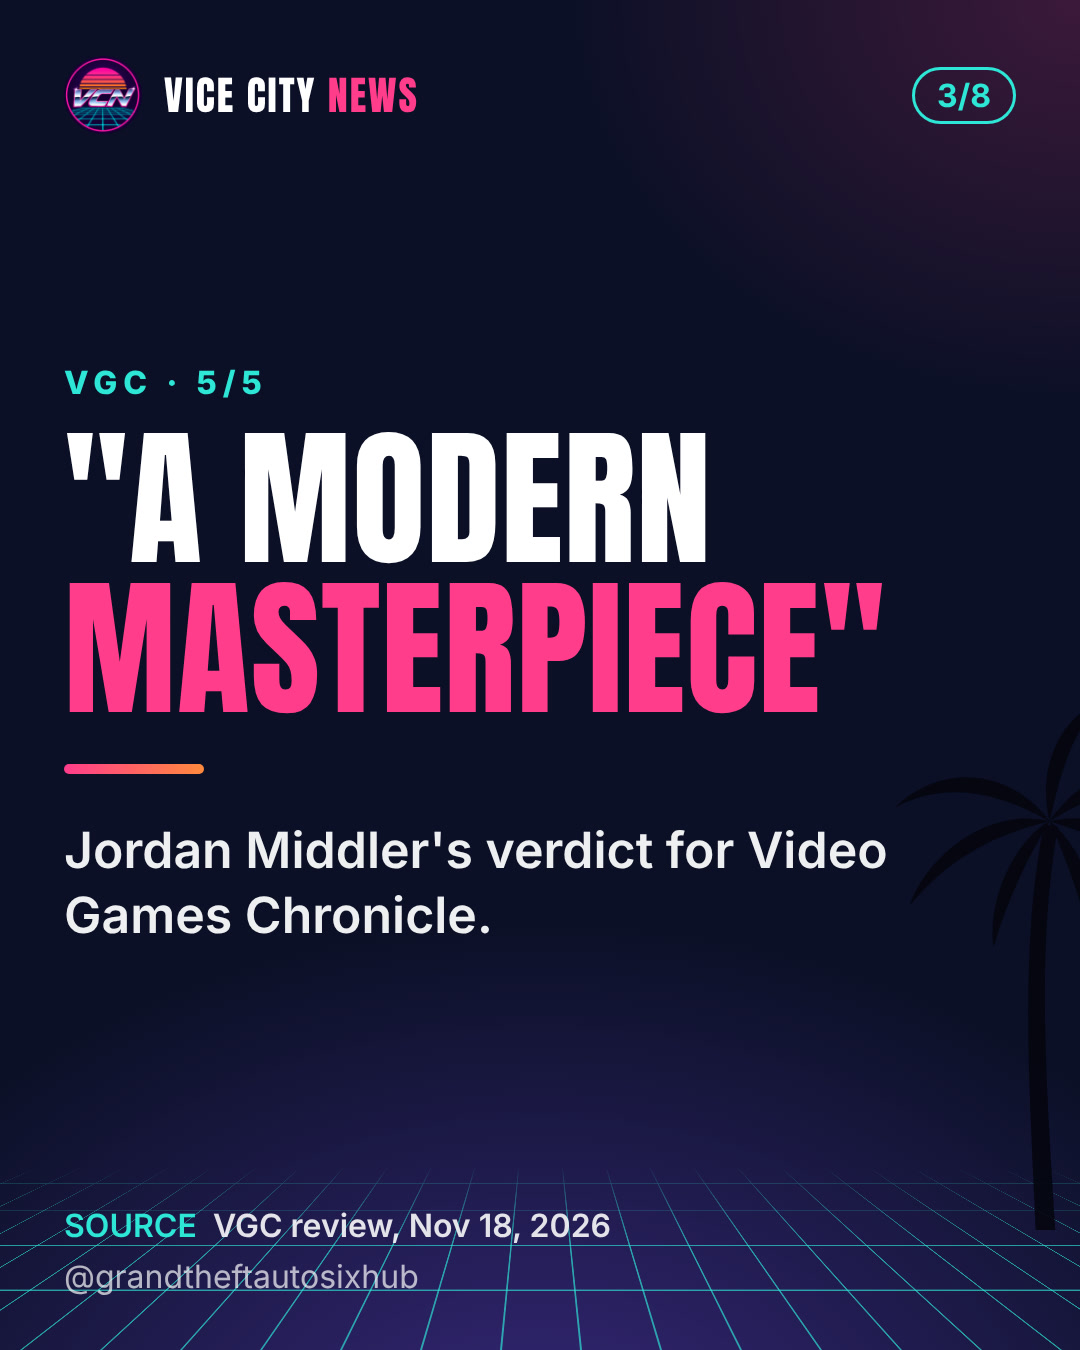 VCN
VICE CITY NEWS
3/8
VGC · 5/5
"A MODERN
MASTERPIECE"
Jordan Middler's verdict for Video
Games Chronicle.
SOURCE VGC review, Nov 18, 2026
@grandtheftautosixhub